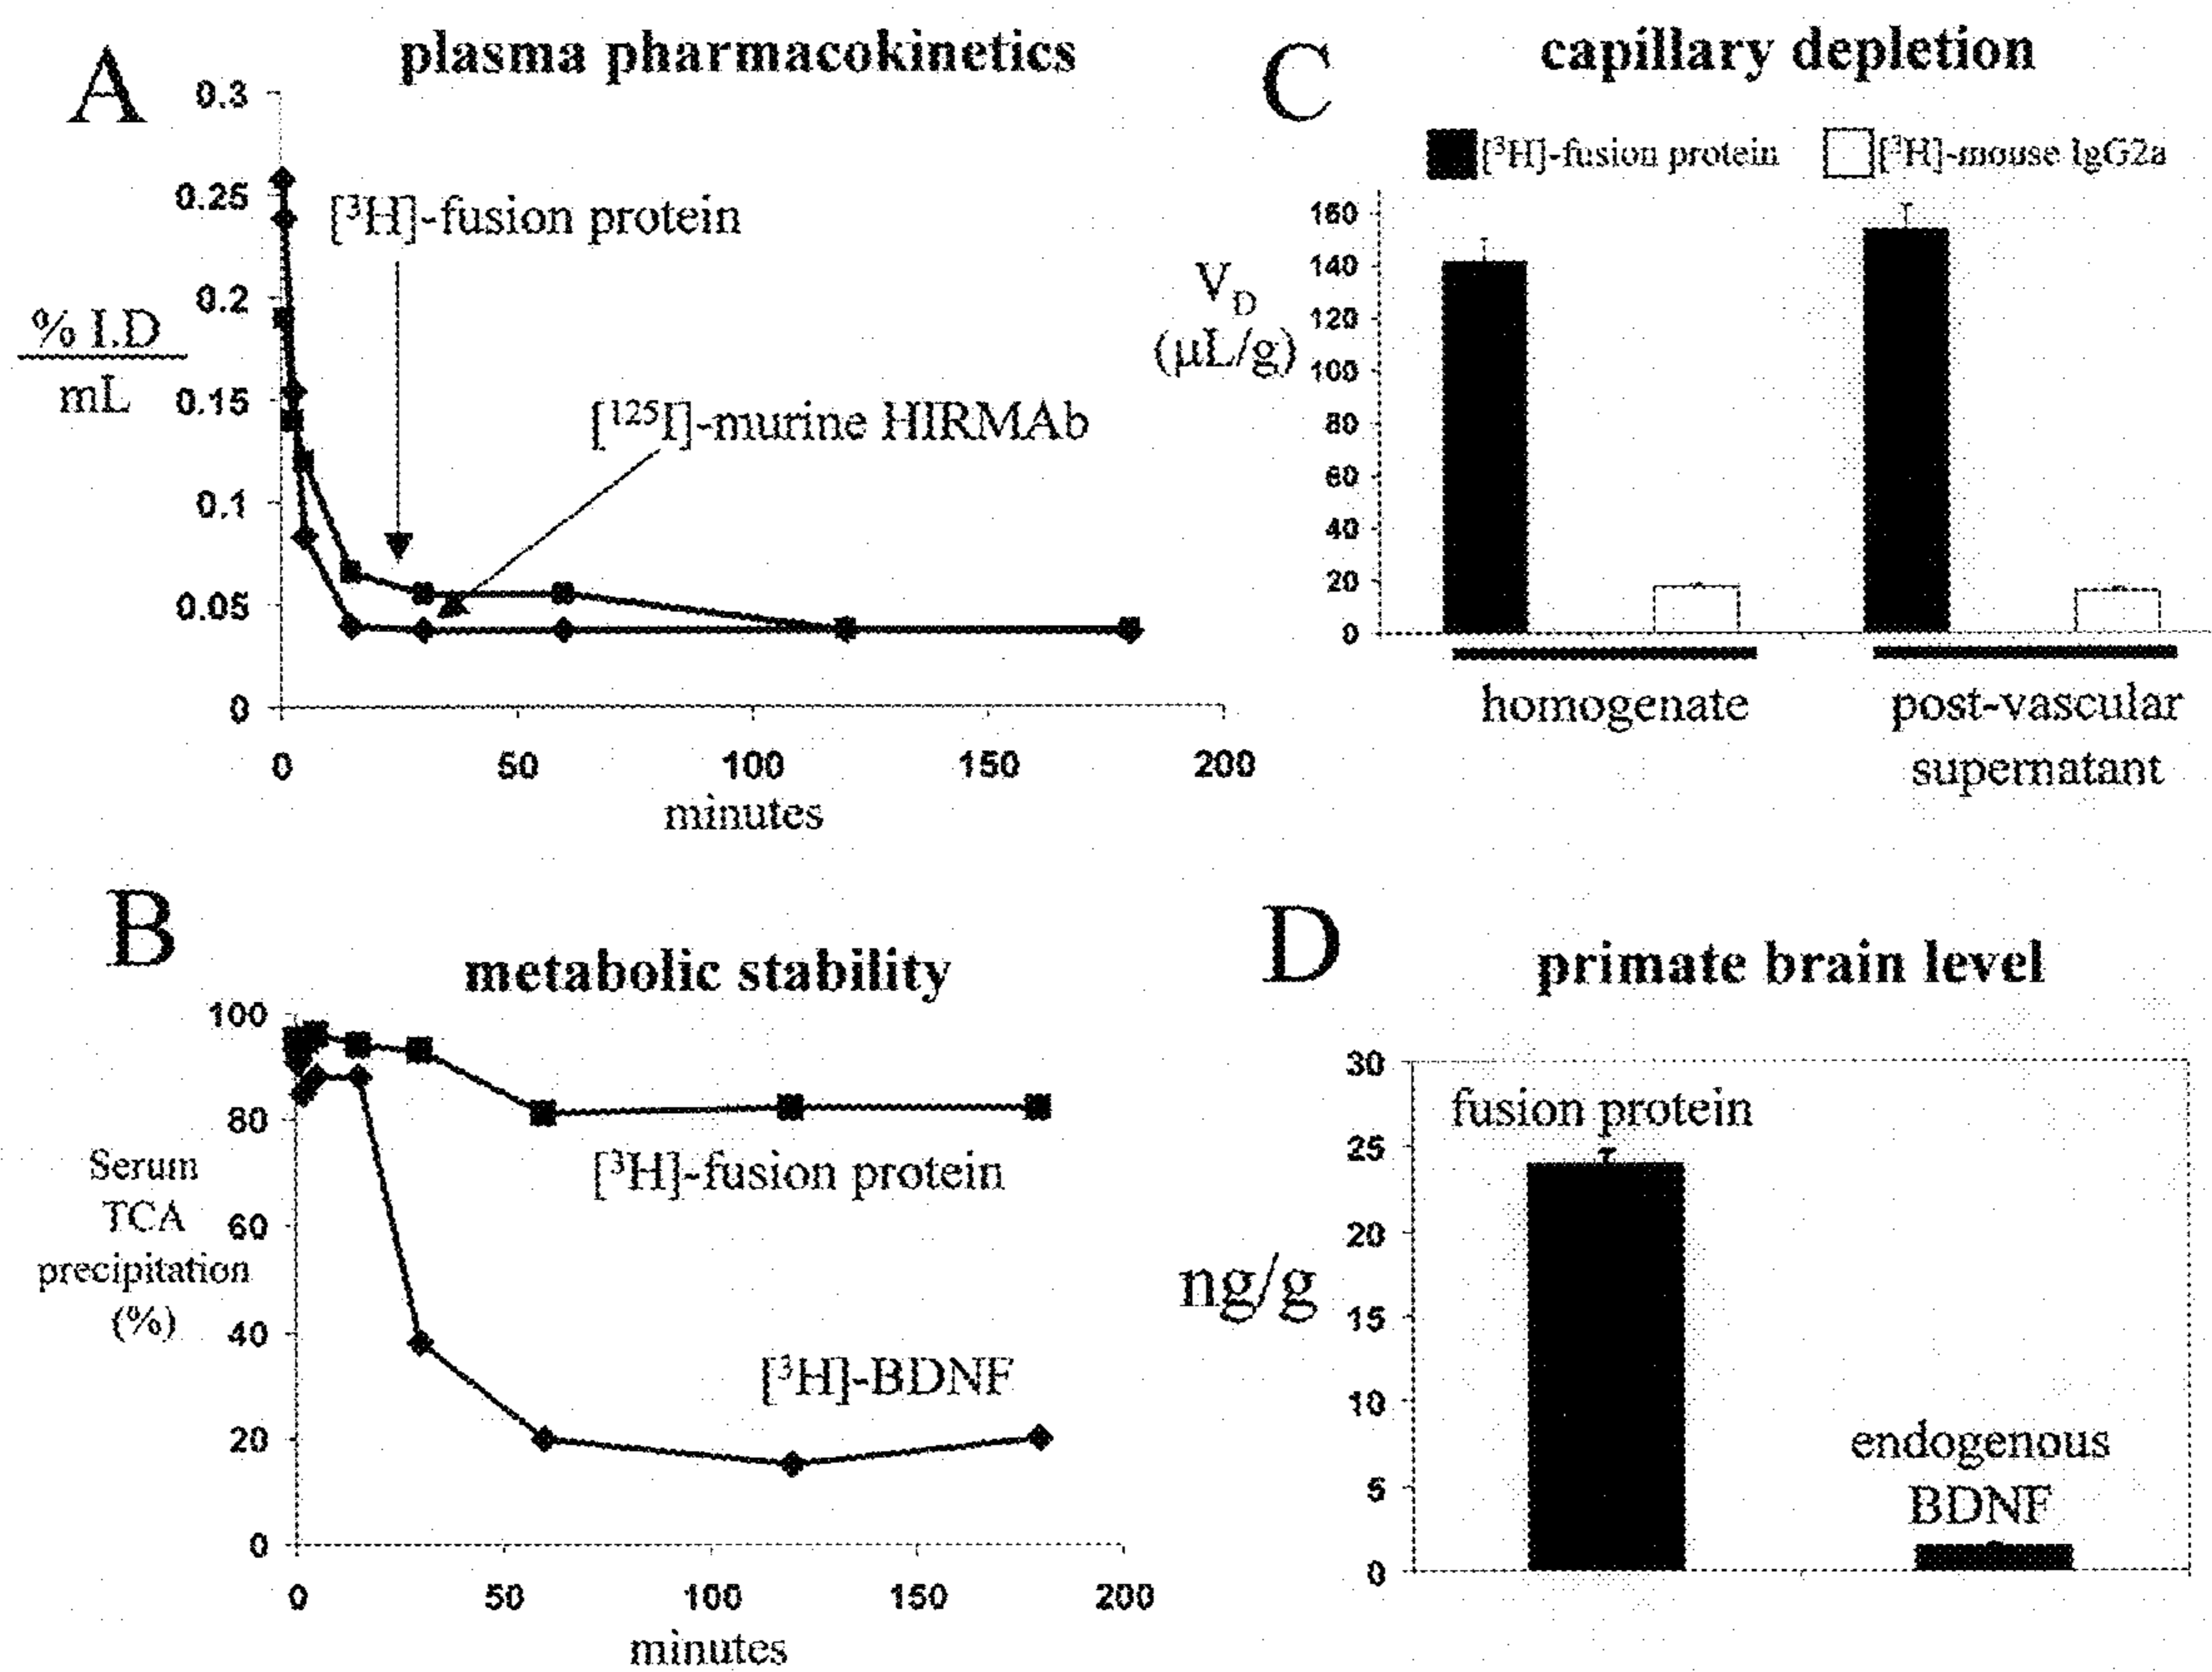 A
plasma pharmacokinetics
0.3
0.25
0.2
0.15
0.1
0.05
0
% I.D
mL
[³H]-fusion protein
[¹²⁵I]-murine HIRMAb
0 50 100 150 200
minutes
B
metabolic stability
100
80
60
40
20
0
Serum
TCA
precipitation
(%)
[³H]-fusion protein
[³H]-BDNF
0 50 100 150 200
minutes
C
capillary depletion
[³H]-fusion protein [³H]-mouse IgG2a
160
140
120
100
80
60
40
20
0
V_D
(µL/g)
homogenate
post-vascular
supernatant
D
primate brain level
30
25
20
15
10
5
0
ng/g
fusion protein
endogenous
BDNF